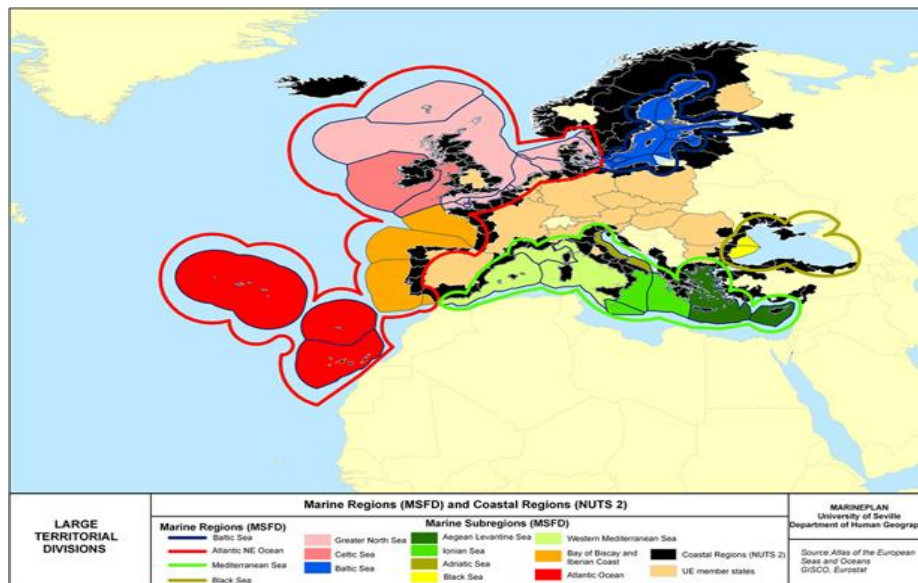 LARGE
TERRITORIAL
DIVISIONS
Marine Regions (MSFD) and Coastal Regions (NUTS 2)
Marine Regions (MSFD)
Baltic Sea
Atlantic NE Ocean
Mediterranean Sea
Black Sea
Marine Subregions (MSFD)
Greater North Sea
Celtic Sea
Baltic Sea
Aegean Levantine Sea
Ionian Sea
Adriatic Sea
Black Sea
Western Mediterranean Sea
Bay of Biscay and
Iberian Coast
Atlantic Ocean
Coastal Regions (NUTS 2)
UE member states
MARINEPLAN
University of Seville
Department of Human Geograp
Source:Atlas of the European
Seas and Oceans
GISCO, Eurostat